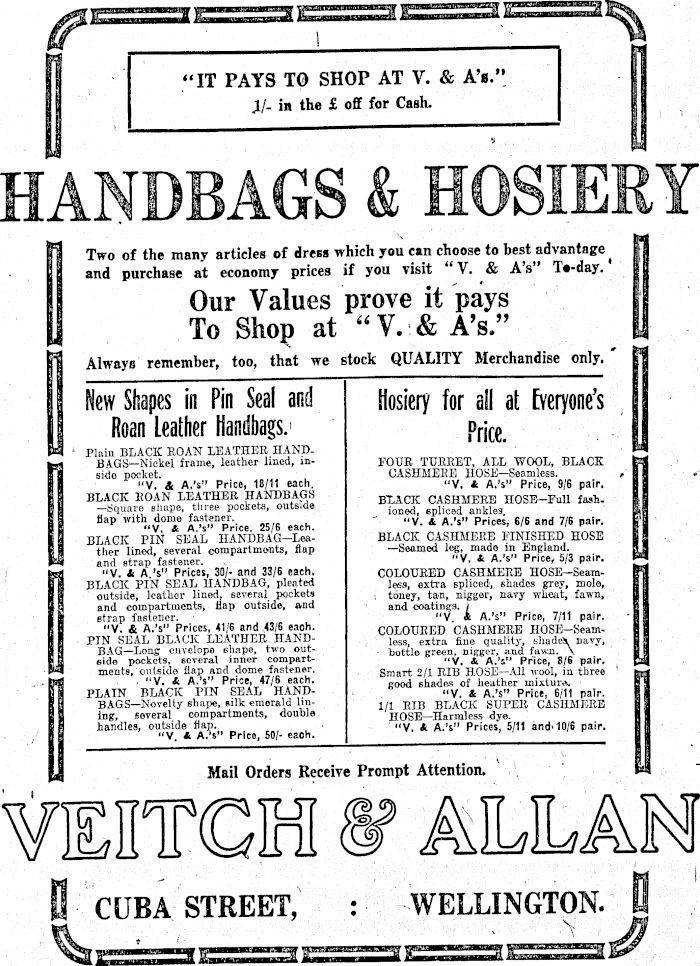 "IT PAYS TO SHOP AT V. & A's."
1/- in the £ off for Cash.
HANDBAGS & HOSIERY
Two of the many articles of dress which you can choose to best advantage
and purchase at economy prices if you visit "V. & A's" To-day.
Our Values prove it pays
To Shop at "V. & A's."
Always remember, too, that we stock QUALITY Merchandise only.
New Shapes in Pin Seal and
Roan Leather Handbags.
Plain BLACK ROAN LEATHER HAND-
BAGS—Nickel frame, leather lined, in-
side pocket.
"V. & A.'s" Price, 18/11 each.
BLACK ROAN LEATHER HANDBAGS
—Square shape, three pockets, outside
flap with dome fastener.
"V. & A.'s" Price, 25/6 each.
BLACK PIN SEAL HANDBAG—Lea-
ther lined, several compartments, flap
and strap fastener.
"V. & A.'s" Prices, 30/- and 33/6 each.
BLACK PIN SEAL HANDBAG, pleated
outside, leather lined, several pockets
and compartments, flap outside, and
strap fastener.
"V. & A.'s" Prices, 41/6 and 43/6 each.
PIN SEAL BLACK LEATHER HAND-
BAG—Long envelope shape, two out-
side pockets, several inner compart-
ments, outside flap and dome fastener.
"V. & A.'s" Price, 47/6 each.
PLAIN BLACK PIN SEAL HAND-
BAGS—Novelty shape, silk emerald lin-
ing, several compartments, double
handles, outside flap.
"V. & A.'s" Price, 50/- each.
Hosiery for all at Everyone's
Price.
FOUR TURRET, ALL WOOL, BLACK
CASHMERE HOSE—Seamless.
"V. & A.'s" Price, 9/6 pair.
BLACK CASHMERE HOSE—Full fash-
ioned, spliced ankles.
"V. & A.'s" Prices, 6/6 and 7/6 pair.
BLACK CASHMERE FINISHED HOSE
—Seamed leg, made in England.
"V. & A.'s" Price, 5/3 pair.
COLOURED CASHMERE HOSE—Seam-
less, extra spliced, shades grey, mole,
toney, tan, nigger, navy wheat, fawn,
and coatings.
"V. & A.'s" Price, 7/11 pair.
COLOURED CASHMERE HOSE—Seam-
less, extra fine quality, shades navy,
bottle green, nigger, and fawn.
"V. & A.'s" Price, 8/6 pair.
Smart 2/1 RIB HOSE—All wool, in three
good shades of heather mixture.
"V. & A.'s" Price, 6/11 pair.
1/1 RIB BLACK SUPER CASHMERE
HOSE—Harmless dye.
"V. & A.'s" Prices, 5/11 and 10/6 pair.
Mail Orders Receive Prompt Attention.
VEITCH & ALLAN
CUBA STREET, : WELLINGTON.